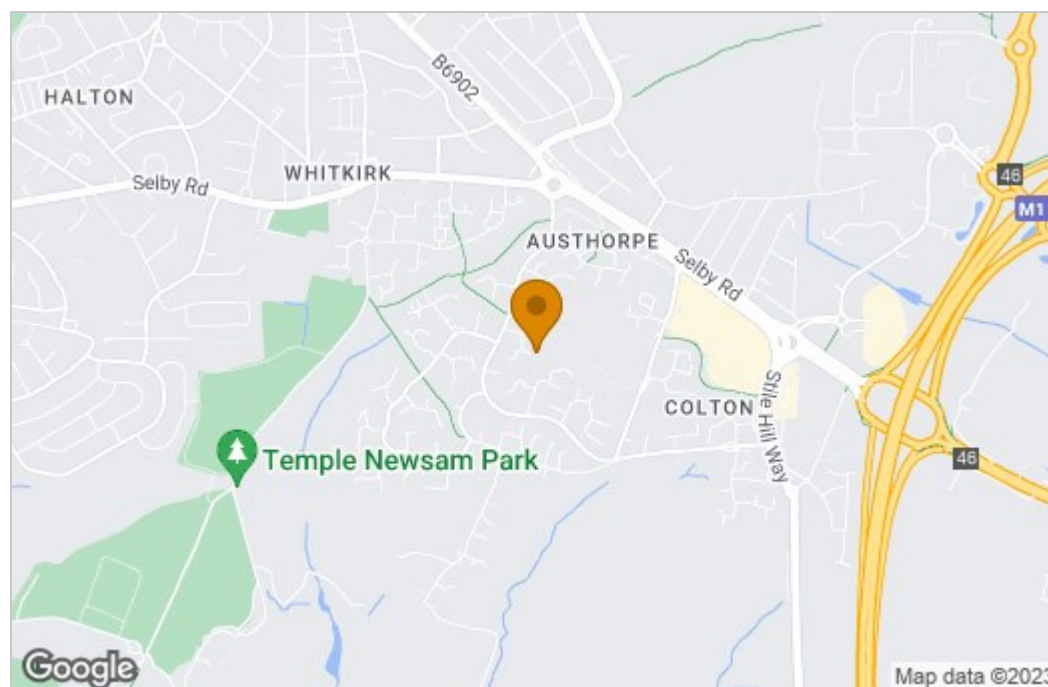 B6902
HALTON
WHITKIRK
Selby Rd
46
M1
AUSTHORPE
Selby Rd
COLTON
Stile Hill Way
Temple Newsam Park
46
Google
Map data ©2023